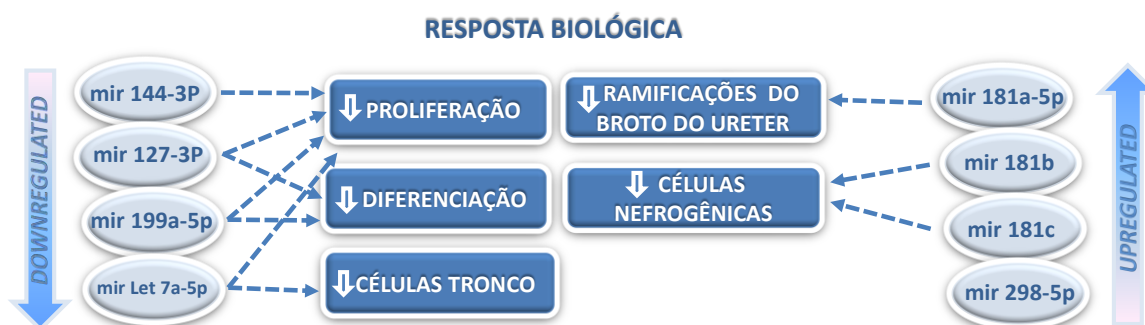 RESPOSTA BIOLÓGICA
DOWNREGULATED
mir 144-3P
mir 127-3P
mir 199a-5p
mir Let 7a-5p
PROLIFERAÇÃO
DIFERENCIAÇÃO
CÉLULAS TRONCO
RAMIFICAÇÕES DO
BROTO DO URETER
CÉLULAS
NEFROGÊNICAS
mir 181a-5p
mir 181b
mir 181c
mir 298-5p
UPREGULATED